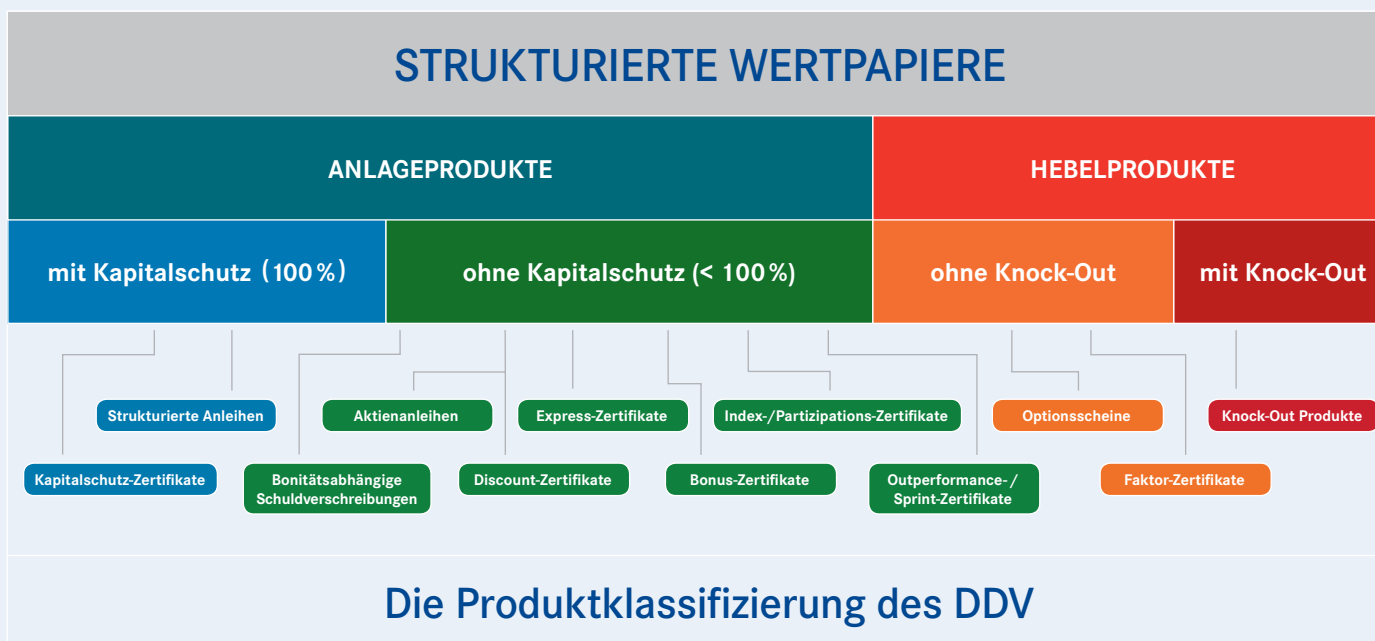 STRUKTURIERTE WERTPAPIERE
ANLAGEPRODUKTE
HEBELPRODUKTE
mit Kapitalschutz (100 %)
ohne Kapitalschutz (< 100 %)
ohne Knock-Out
mit Knock-Out
Strukturierte Anleihen
Aktienanleihen
Express-Zertifikate
Index-/Partizipations-Zertifikate
Optionsscheine
Knock-Out Produkte
Kapitalschutz-Zertifikate
Bonitätsabhängige
Schuldverschreibungen
Discount-Zertifikate
Bonus-Zertifikate
Outperformance- /
Sprint-Zertifikate
Faktor-Zertifikate
Die Produktklassifizierung des DDV